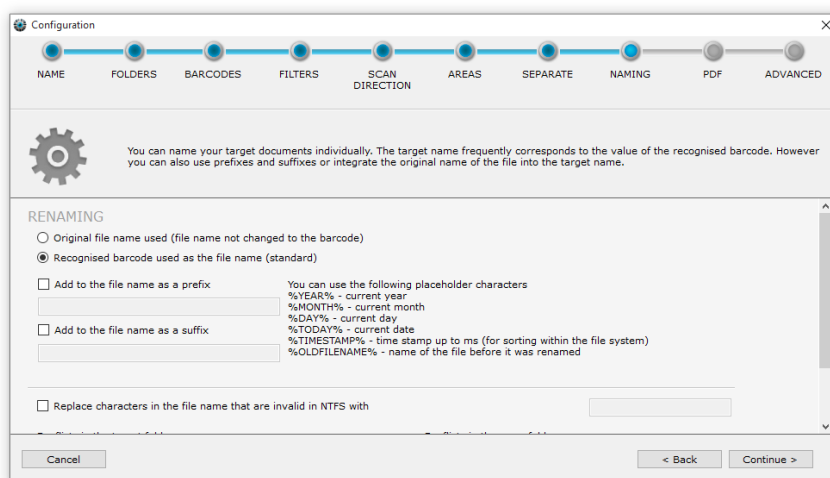 Configuration
NAME FOLDERS BARCODES FILTERS SCAN DIRECTION AREAS SEPARATE NAMING PDF ADVANCED
You can name your target documents individually. The target name frequently corresponds to the value of the recognised barcode. However
you can also use prefixes and suffixes or integrate the original name of the file into the target name.
RENAMING
Original file name used (file name not changed to the barcode)
Recognised barcode used as the file name (standard)
Add to the file name as a prefix
You can use the following placeholder characters
%YEAR% - current year
%MONTH% - current month
%DAY% - current day
Add to the file name as a suffix
%TODAY% - current date
%TIMESTAMP% - time stamp up to ms (for sorting within the file system)
%OLDFILENAME% - name of the file before it was renamed
Replace characters in the file name that are invalid in NTFS with
Cancel
< Back
Continue >